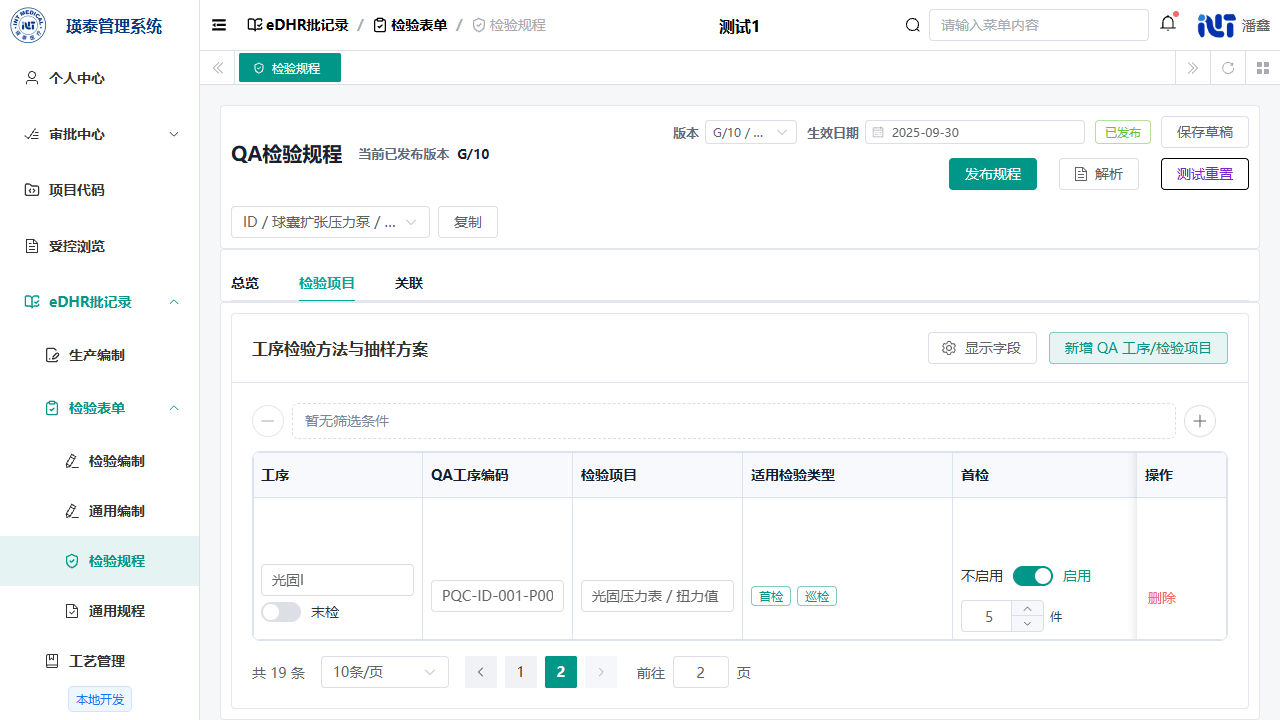 瑛泰管理系统
eDHR批记录 / 检验表单 / 检验规程
测试1
请输入菜单内容
潘鑫
检验规程
个人中心
审批中心
项目代码
受控浏览
eDHR批记录
生产编制
检验表单
检验编制
通用编制
检验规程
通用规程
工艺管理
本地开发
QA检验规程
当前已发布版本 G/10
版本 G/10 / ...
生效日期 2025-09-30
已发布
保存草稿
发布规程
解析
测试重置
ID / 球囊扩张压力泵 / ...
复制
总览 检验项目 关联
工序检验方法与抽样方案
显示字段
新增 QA 工序/检验项目
暂无筛选条件
工序 QA工序编码 检验项目 适用检验类型 首检 操作
光固Ⅰ
末检
PQC-ID-001-P00
光固压力表 / 扭力值
首检 巡检
不启用 启用
5 件
删除
共 19 条 10条/页 1 2 前往 2 页